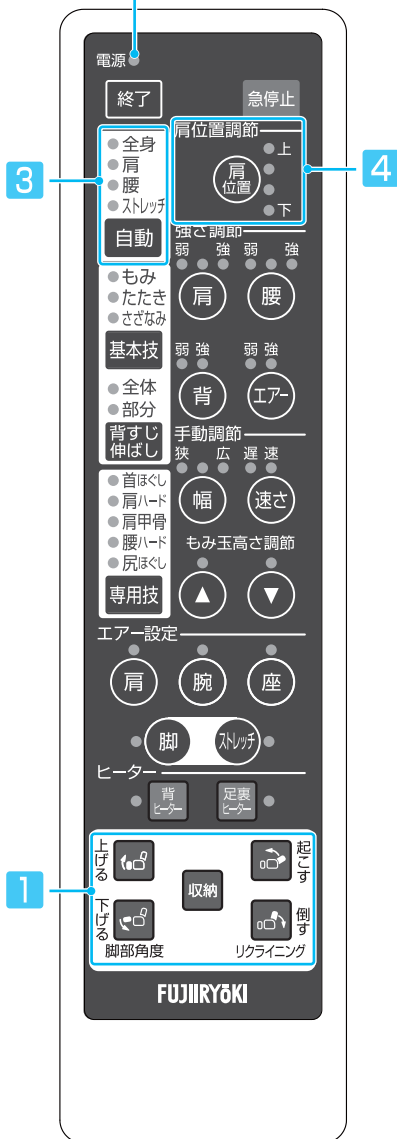 電源
終了
急停止
肩位置調節
全身
肩
腰
ストレッチ
自動
3
上
肩
位置
下
4
強さ調節
弱 強 弱 強
肩 腰
もみ
たたき
さざなみ
基本技
弱 強 弱 強
背 エアー
全体
部分
背すじ
伸ばし
手動調節
狭 広 遅 速
幅 速さ
首ほぐし
肩ハード
肩甲骨
腰ハード
尻ほぐし
専用技
もみ玉高さ調節
▲ ▼
エアー設定
肩 腕 座
脚 ストレッチ
ヒーター
背
ヒーター
足裏
ヒーター
1
上げる
下げる
脚部角度
収納
起こす
倒す
リクライニング
FUJIIRYŌKI